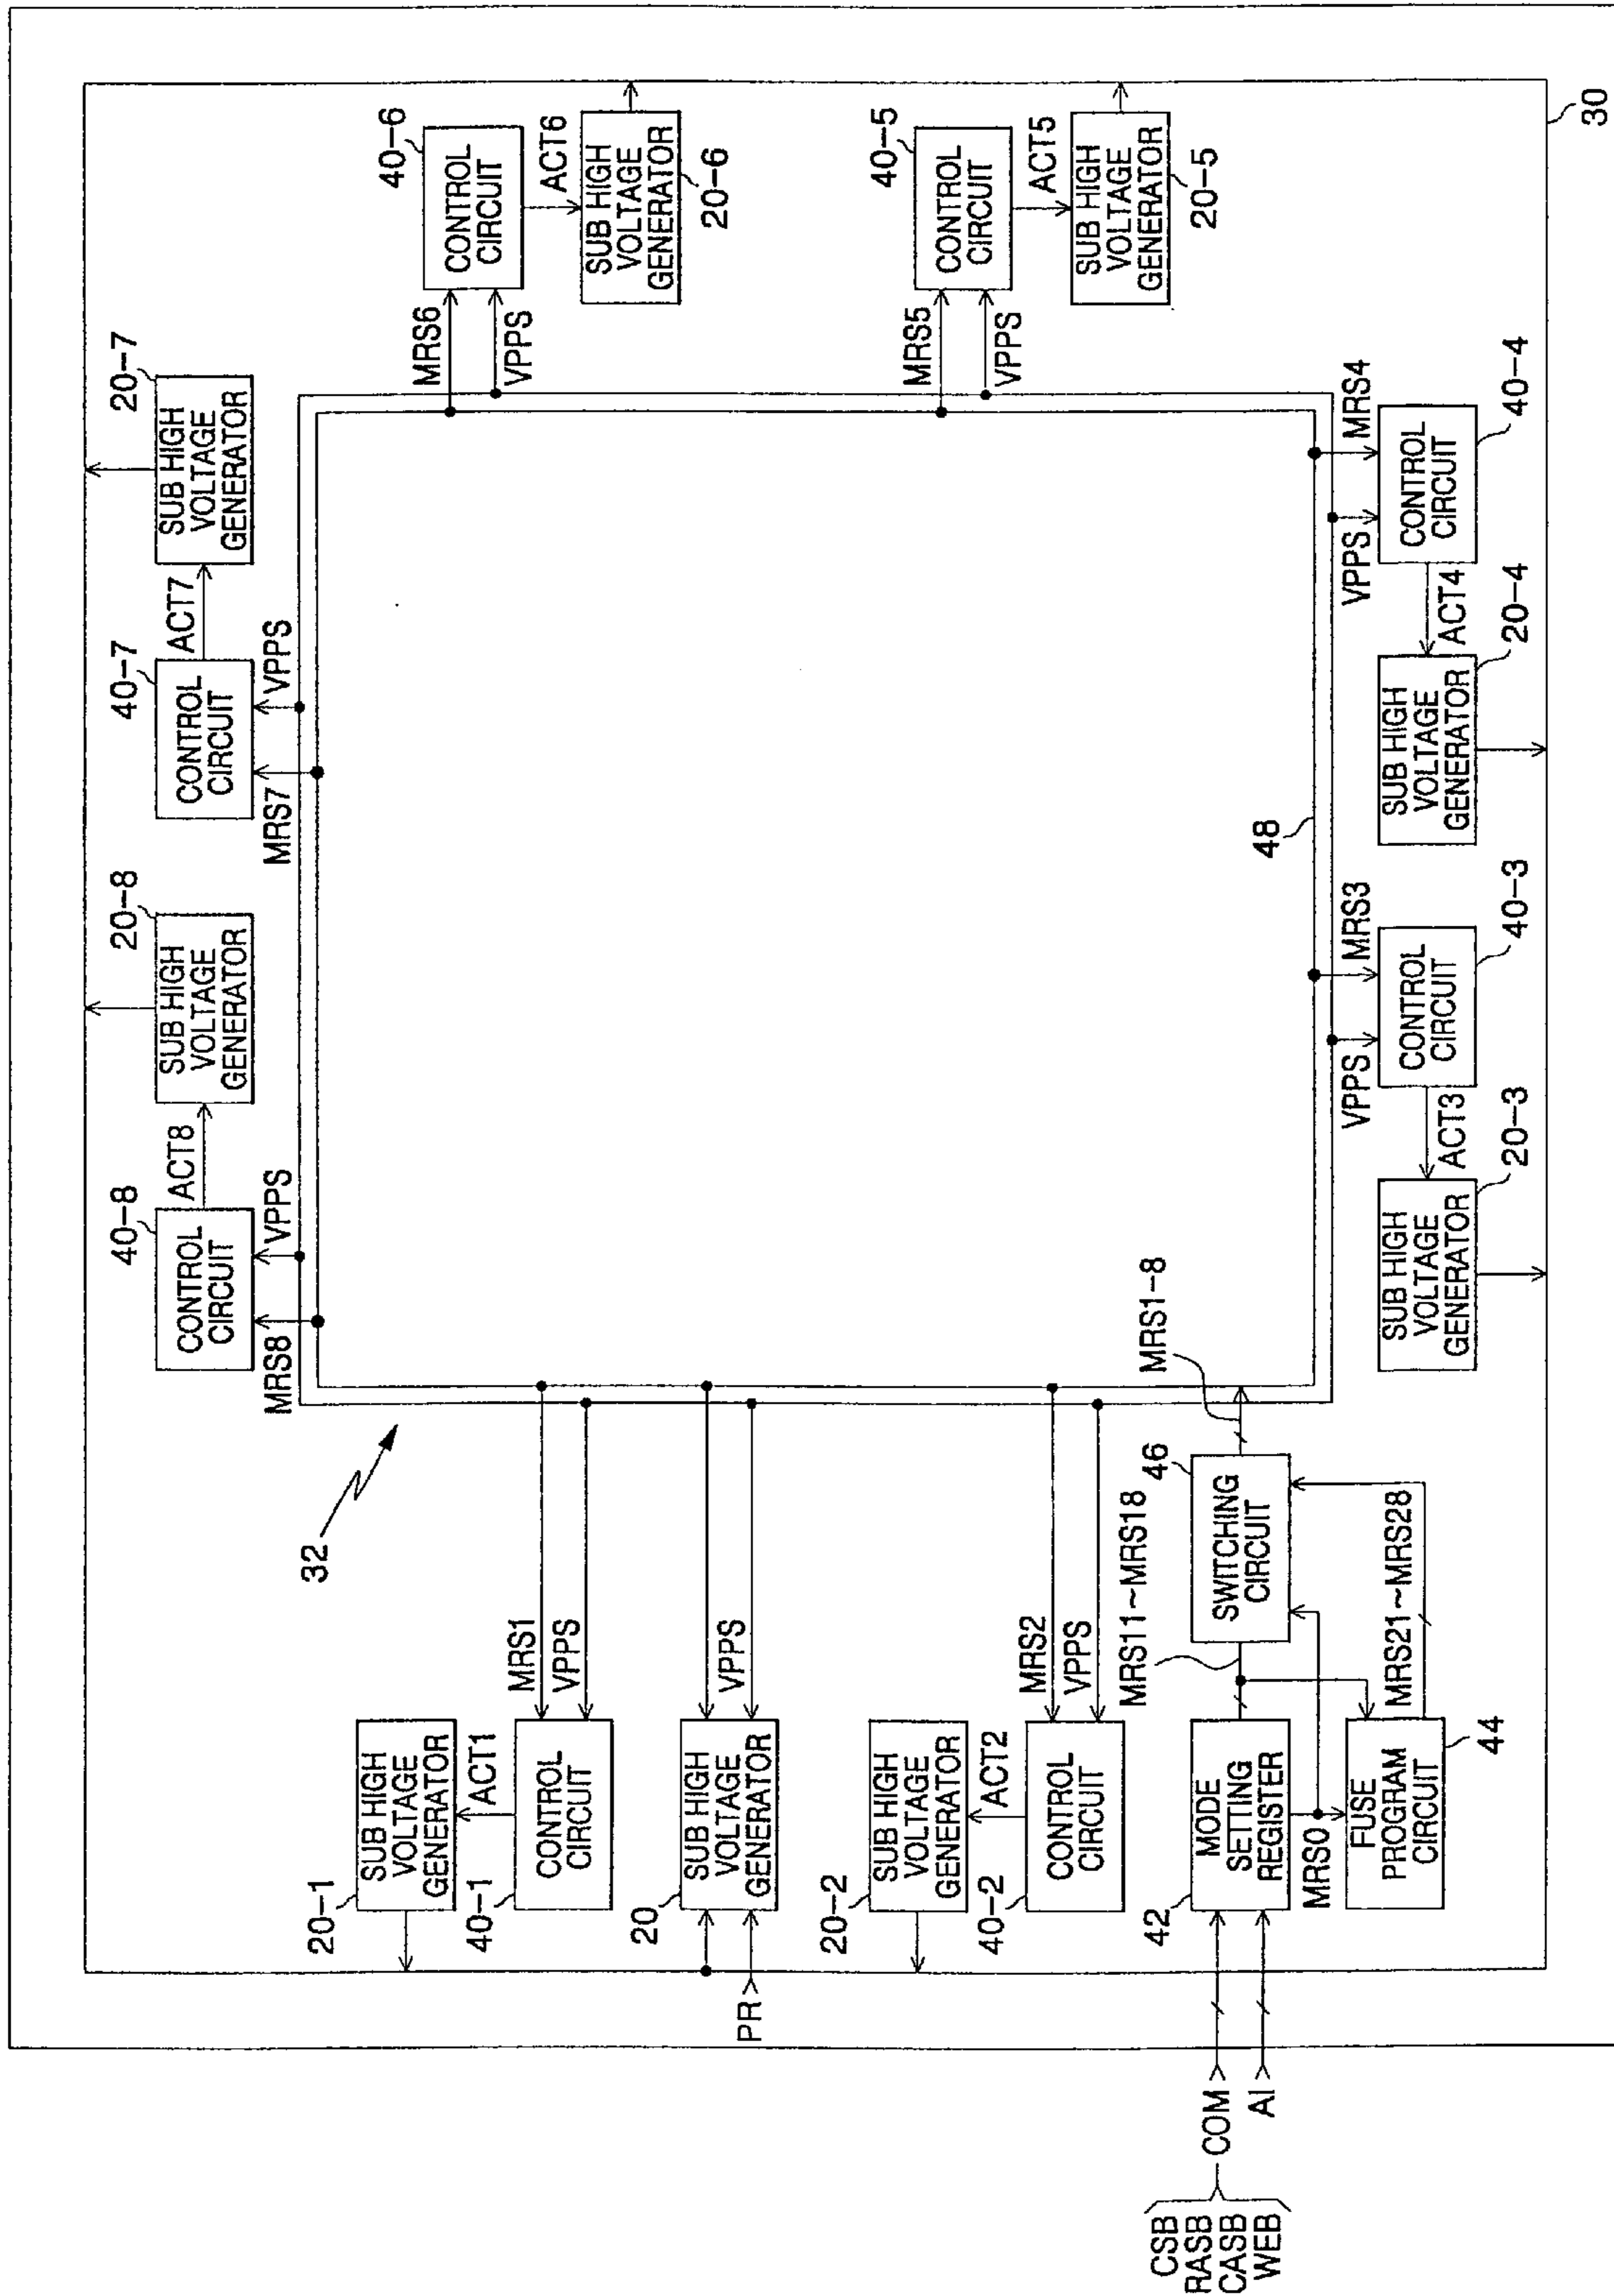 20-8
SUB HIGH
VOLTAGE
GENERATOR
ACT8
40-8
CONTROL
CIRCUIT
MRS8
VPPS
20-7
SUB HIGH
VOLTAGE
GENERATOR
ACT7
40-7
CONTROL
CIRCUIT
MRS7
VPPS
32
20-1
SUB HIGH
VOLTAGE
GENERATOR
ACT1
40-1
CONTROL
CIRCUIT
MRS1
VPPS
MRS6
VPPS
40-6
CONTROL
CIRCUIT
ACT6
SUB HIGH
VOLTAGE
GENERATOR
20-6
PR
20
SUB HIGH
VOLTAGE
GENERATOR
VPPS
20-2
SUB HIGH
VOLTAGE
GENERATOR
ACT2
40-2
CONTROL
CIRCUIT
MRS2
VPPS
MRS5
VPPS
40-5
CONTROL
CIRCUIT
ACT5
SUB HIGH
VOLTAGE
GENERATOR
20-5
CSB
RASB
CASB
WEB
COM
AI
42
MODE
SETTING
REGISTER
MRS0
FUSE
PROGRAM
CIRCUIT
44
MRS11~MRS18
46
SWITCHING
CIRCUIT
MRS21~MRS28
MRS1-8
48
VPPS
MRS3
CONTROL
CIRCUIT
40-3
ACT3
SUB HIGH
VOLTAGE
GENERATOR
20-3
VPPS
MRS4
CONTROL
CIRCUIT
40-4
ACT4
SUB HIGH
VOLTAGE
GENERATOR
20-4
30